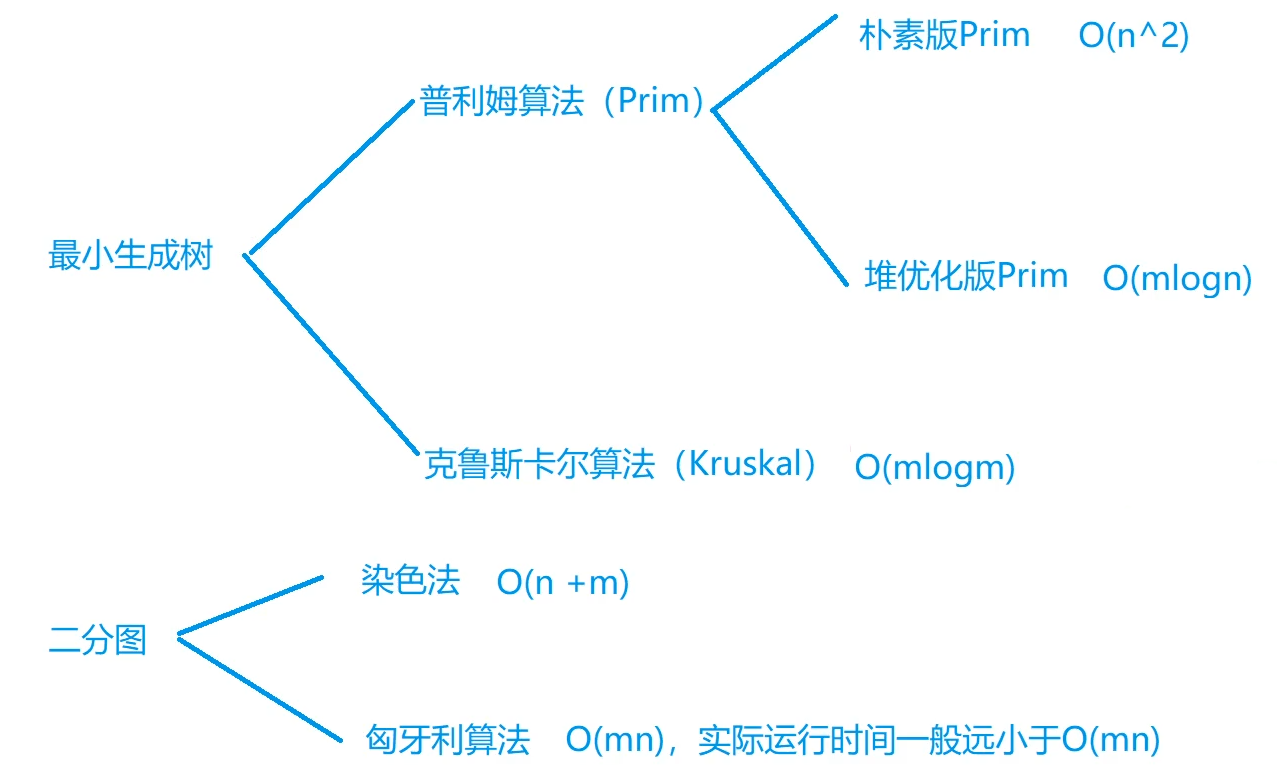 朴素版Prim O(n^2)
普利姆算法（Prim）
最小生成树
堆优化版Prim O(mlogn)
克鲁斯卡尔算法（Kruskal） O(mlogm)
染色法 O(n +m)
二分图
匈牙利算法 O(mn)，实际运行时间一般远小于O(mn)